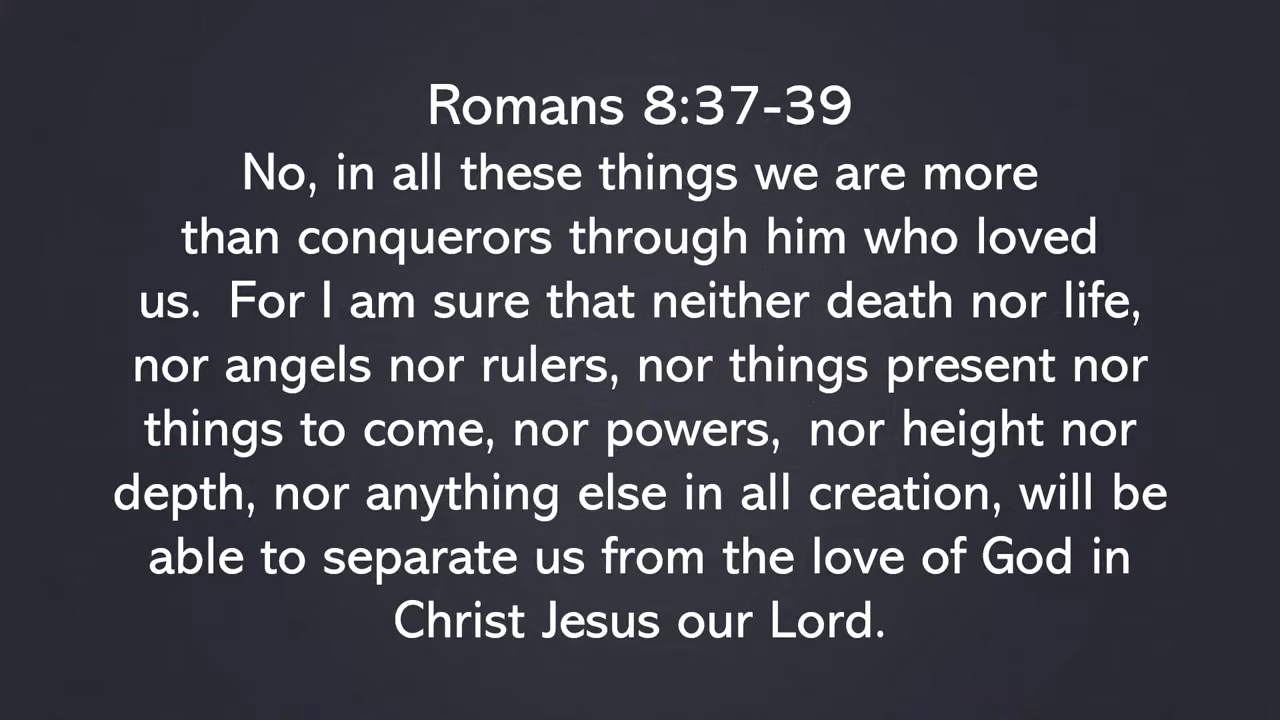 Romans 8:37-39
No, in all these things we are more
than conquerors through him who loved
us.  For I am sure that neither death nor life,
nor angels nor rulers, nor things present nor
things to come, nor powers,  nor height nor
depth, nor anything else in all creation, will be
able to separate us from the love of God in
Christ Jesus our Lord.